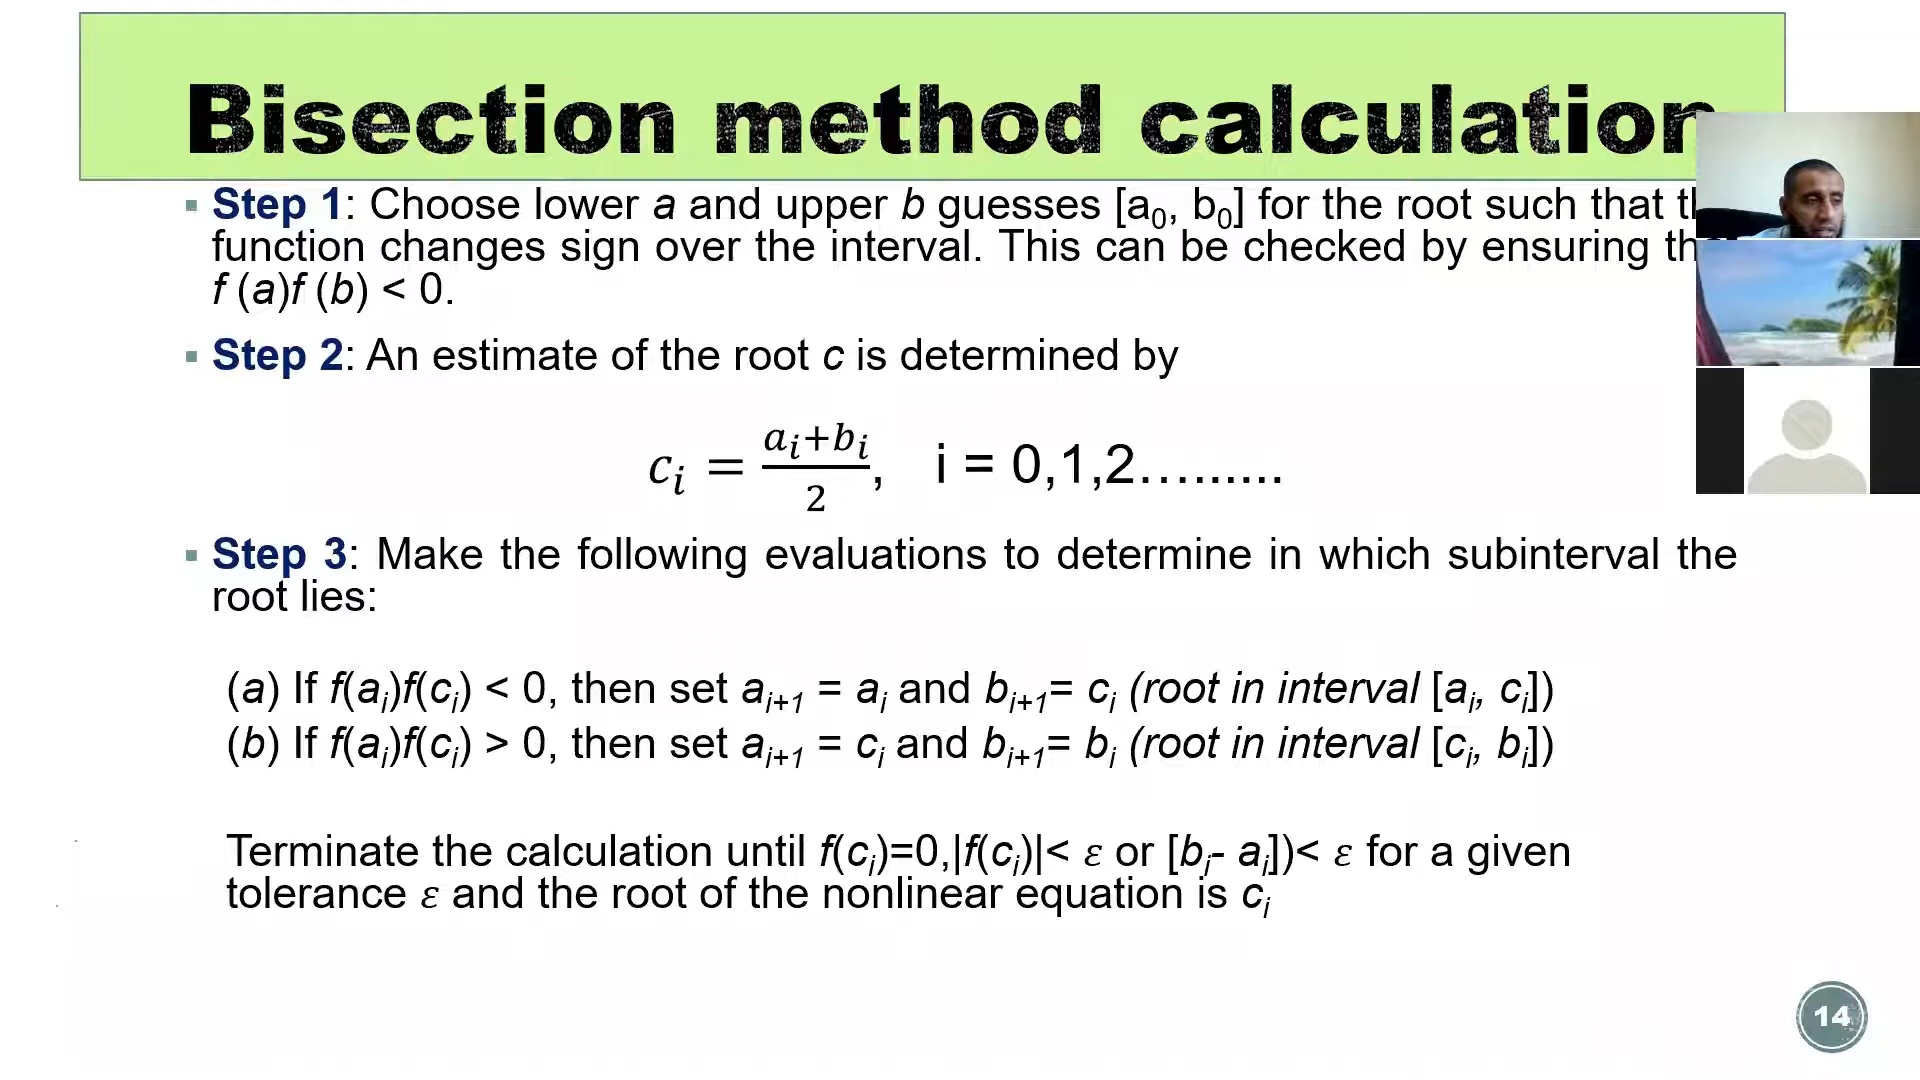 Bisection method calculation
▪ Step 1: Choose lower a and upper b guesses [a₀, b₀] for the root such that
function changes sign over the interval. This can be checked by ensuring
f (a)f (b) < 0.
▪ Step 2: An estimate of the root c is determined by
cᵢ = (aᵢ+bᵢ)/2, i = 0,1,2….......
▪ Step 3: Make the following evaluations to determine in which subinterval the
root lies:
(a) If f(aᵢ)f(cᵢ) < 0, then set aᵢ₊₁ = aᵢ and bᵢ₊₁= cᵢ (root in interval [aᵢ, cᵢ])
(b) If f(aᵢ)f(cᵢ) > 0, then set aᵢ₊₁ = cᵢ and bᵢ₊₁= bᵢ (root in interval [cᵢ, bᵢ])
Terminate the calculation until f(cᵢ)=0,|f(cᵢ)|< ε or [bᵢ- aᵢ])< ε for a given
tolerance ε and the root of the nonlinear equation is cᵢ
14